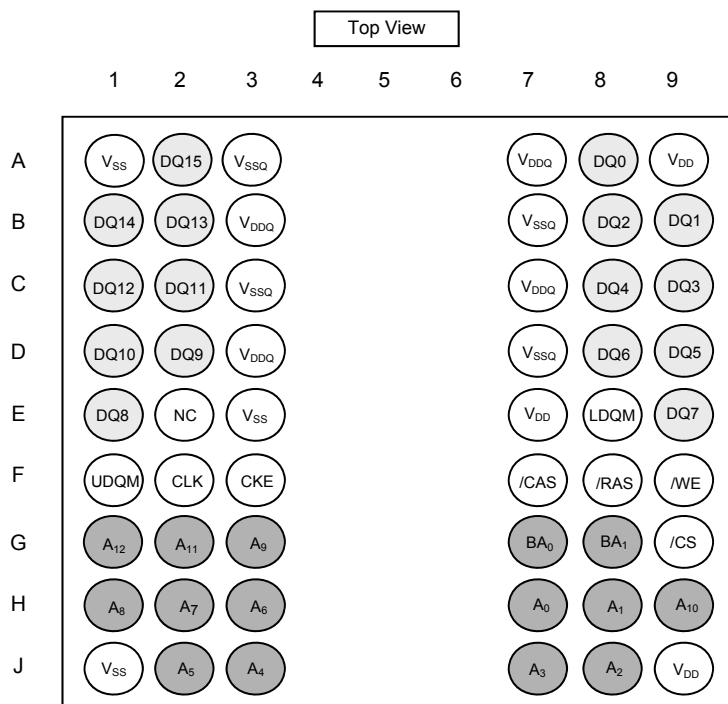 Top View
1 2 3 4 5 6 7 8 9
A VSS DQ15 VSSQ VDDQ DQ0 VDD
B DQ14 DQ13 VDDQ VSSQ DQ2 DQ1
C DQ12 DQ11 VSSQ VDDQ DQ4 DQ3
D DQ10 DQ9 VDDQ VSSQ DQ6 DQ5
E DQ8 NC VSS VDD LDQM DQ7
F UDQM CLK CKE /CAS /RAS /WE
G A12 A11 A9 BA0 BA1 /CS
H A8 A7 A6 A0 A1 A10
J VSS A5 A4 A3 A2 VDD